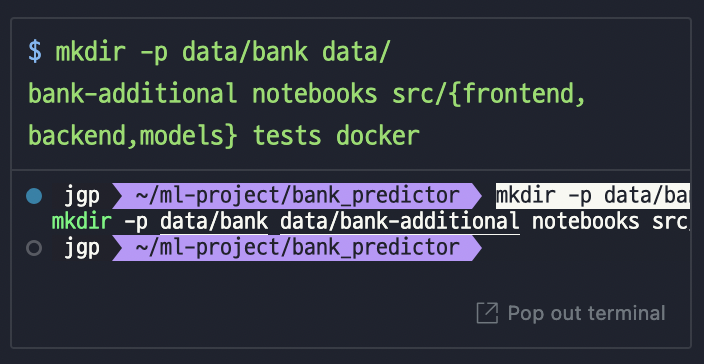 $ mkdir -p data/bank data/
bank-additional notebooks src/{frontend,
backend,models} tests docker
jgp ~/ml-project/bank_predictor mkdir -p data/ba
mkdir -p data/bank data/bank-additional notebooks src
jgp ~/ml-project/bank_predictor
Pop out terminal